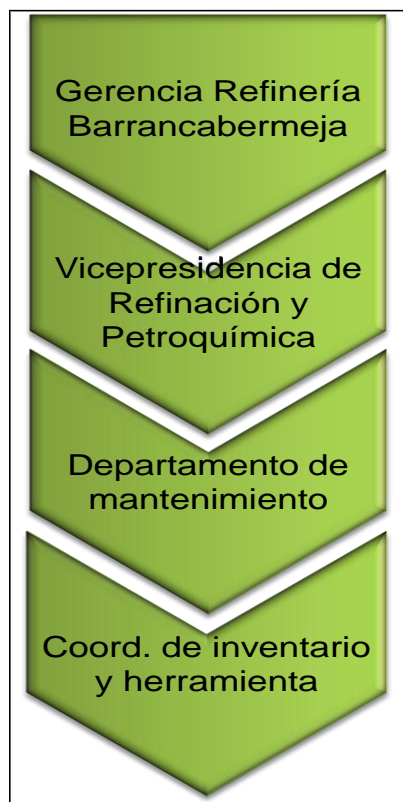 Gerencia Refinería
Barrancabermeja
Vicepresidencia de
Refinación y
Petroquímica
Departamento de
mantenimiento
Coord. de inventario
y herramienta